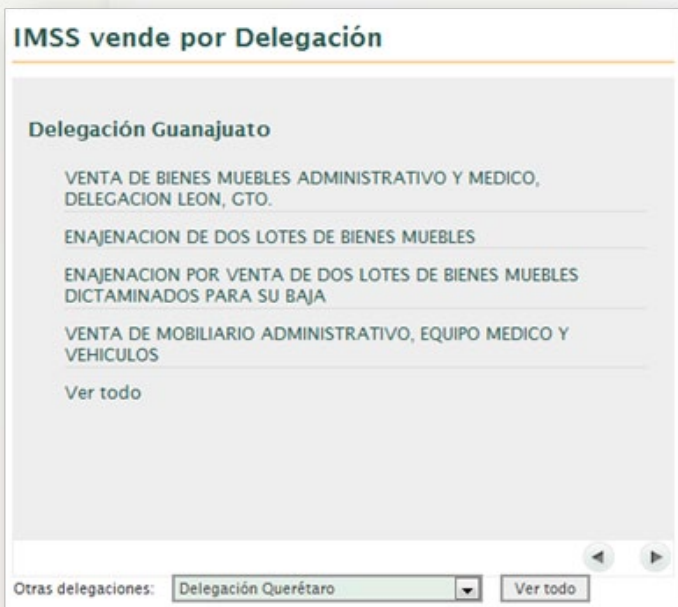 IMSS vende por Delegación
Delegación Guanajuato
VENTA DE BIENES MUEBLES ADMINISTRATIVO Y MEDICO,
DELEGACION LEON, GTO.
ENAJENACION DE DOS LOTES DE BIENES MUEBLES
ENAJENACION POR VENTA DE DOS LOTES DE BIENES MUEBLES
DICTAMINADOS PARA SU BAJA
VENTA DE MOBILIARIO ADMINISTRATIVO, EQUIPO MEDICO Y
VEHICULOS
Ver todo
Otras delegaciones: Delegación Querétaro Ver todo